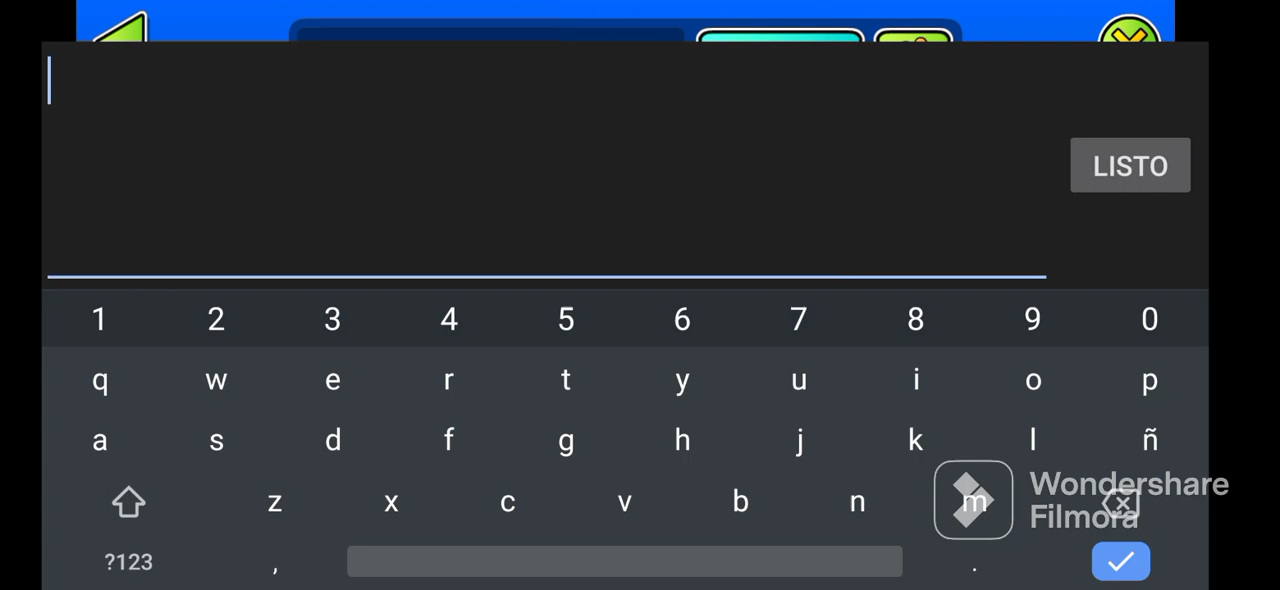 LISTO
1 2 3 4 5 6 7 8 9 0
q w e r t y u i o p
a s d f g h j k l ñ
z x c v b n m
Wondershare
Filmora
?123 , .